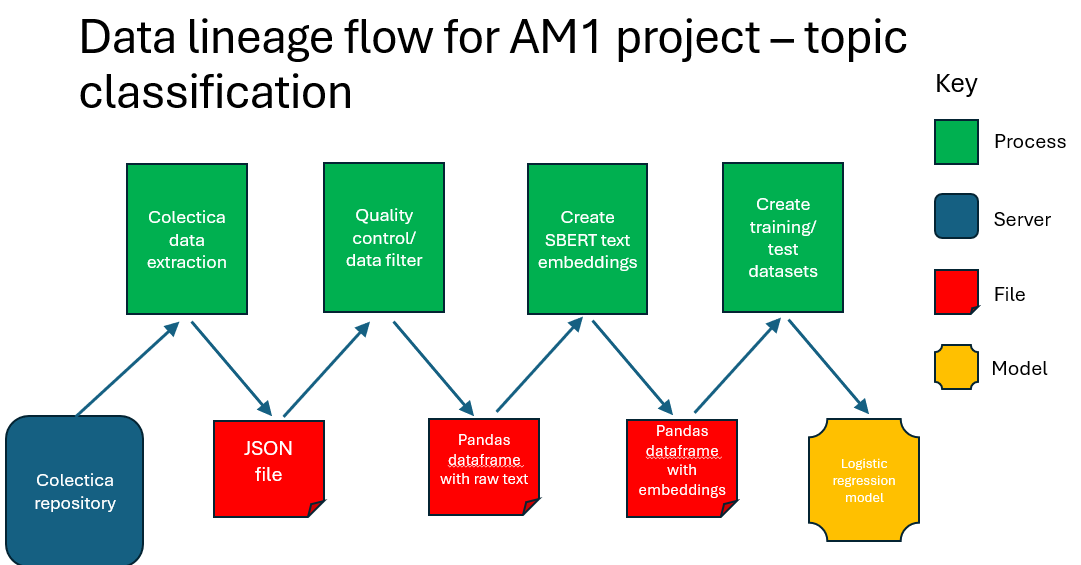 Data lineage flow for AM1 project – topic
classification
Key
Process
Server
File
Model
Colectica
data
extraction
Quality
control/
data filter
Create
SBERT text
embeddings
Create
training/
test
datasets
Colectica
repository
JSON
file
Pandas
dataframe
with raw text
Pandas
dataframe
with
embeddings
Logistic
regression
model